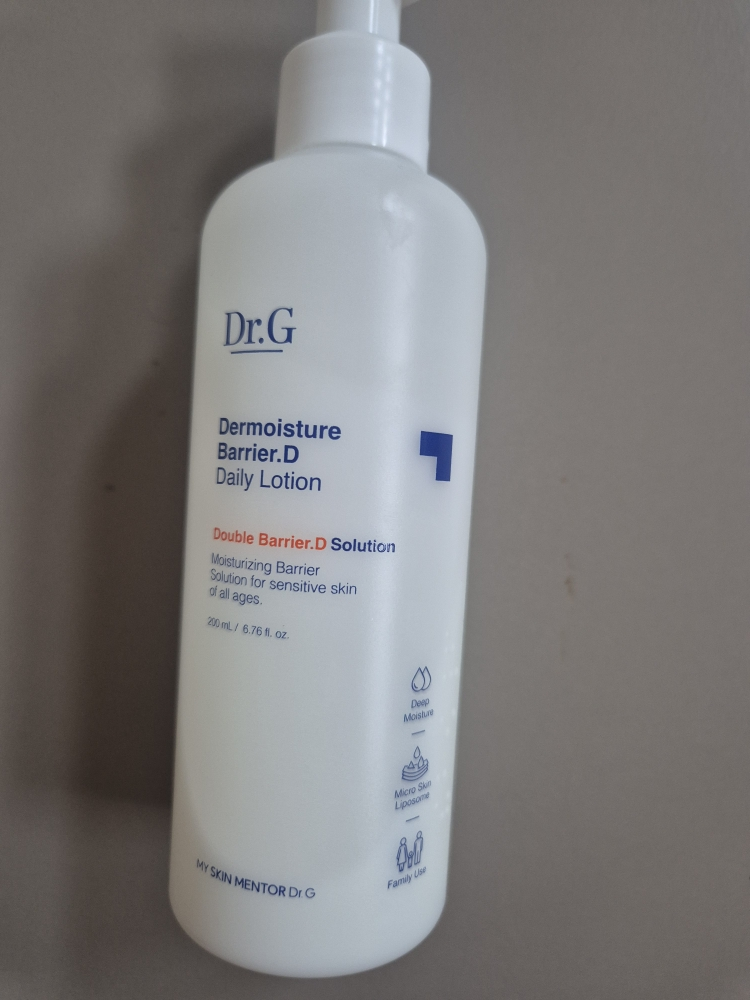 Dr.G
Dermoisture
Barrier.D
Daily Lotion
Double Barrier.D Solution
Moisturizing Barrier
Solution for sensitive skin
of all ages.
200 mL / 6.76 fl. oz.
Deep
Moisture
Micro Skin
Liposome
Family Use
MY SKIN MENTOR Dr.G